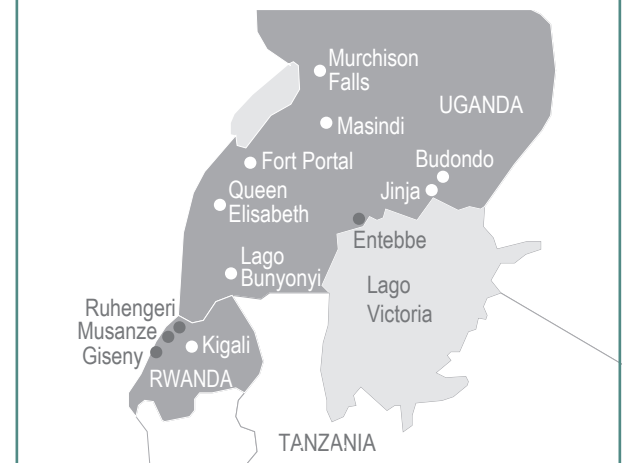 Murchison
Falls
UGANDA
Masindi
Budondo
Fort Portal
Jinja
Queen
Elisabeth
Entebbe
Lago
Bunyonyi
Lago
Victoria
Ruhengeri
Musanze
Giseny
Kigali
RWANDA
TANZANIA